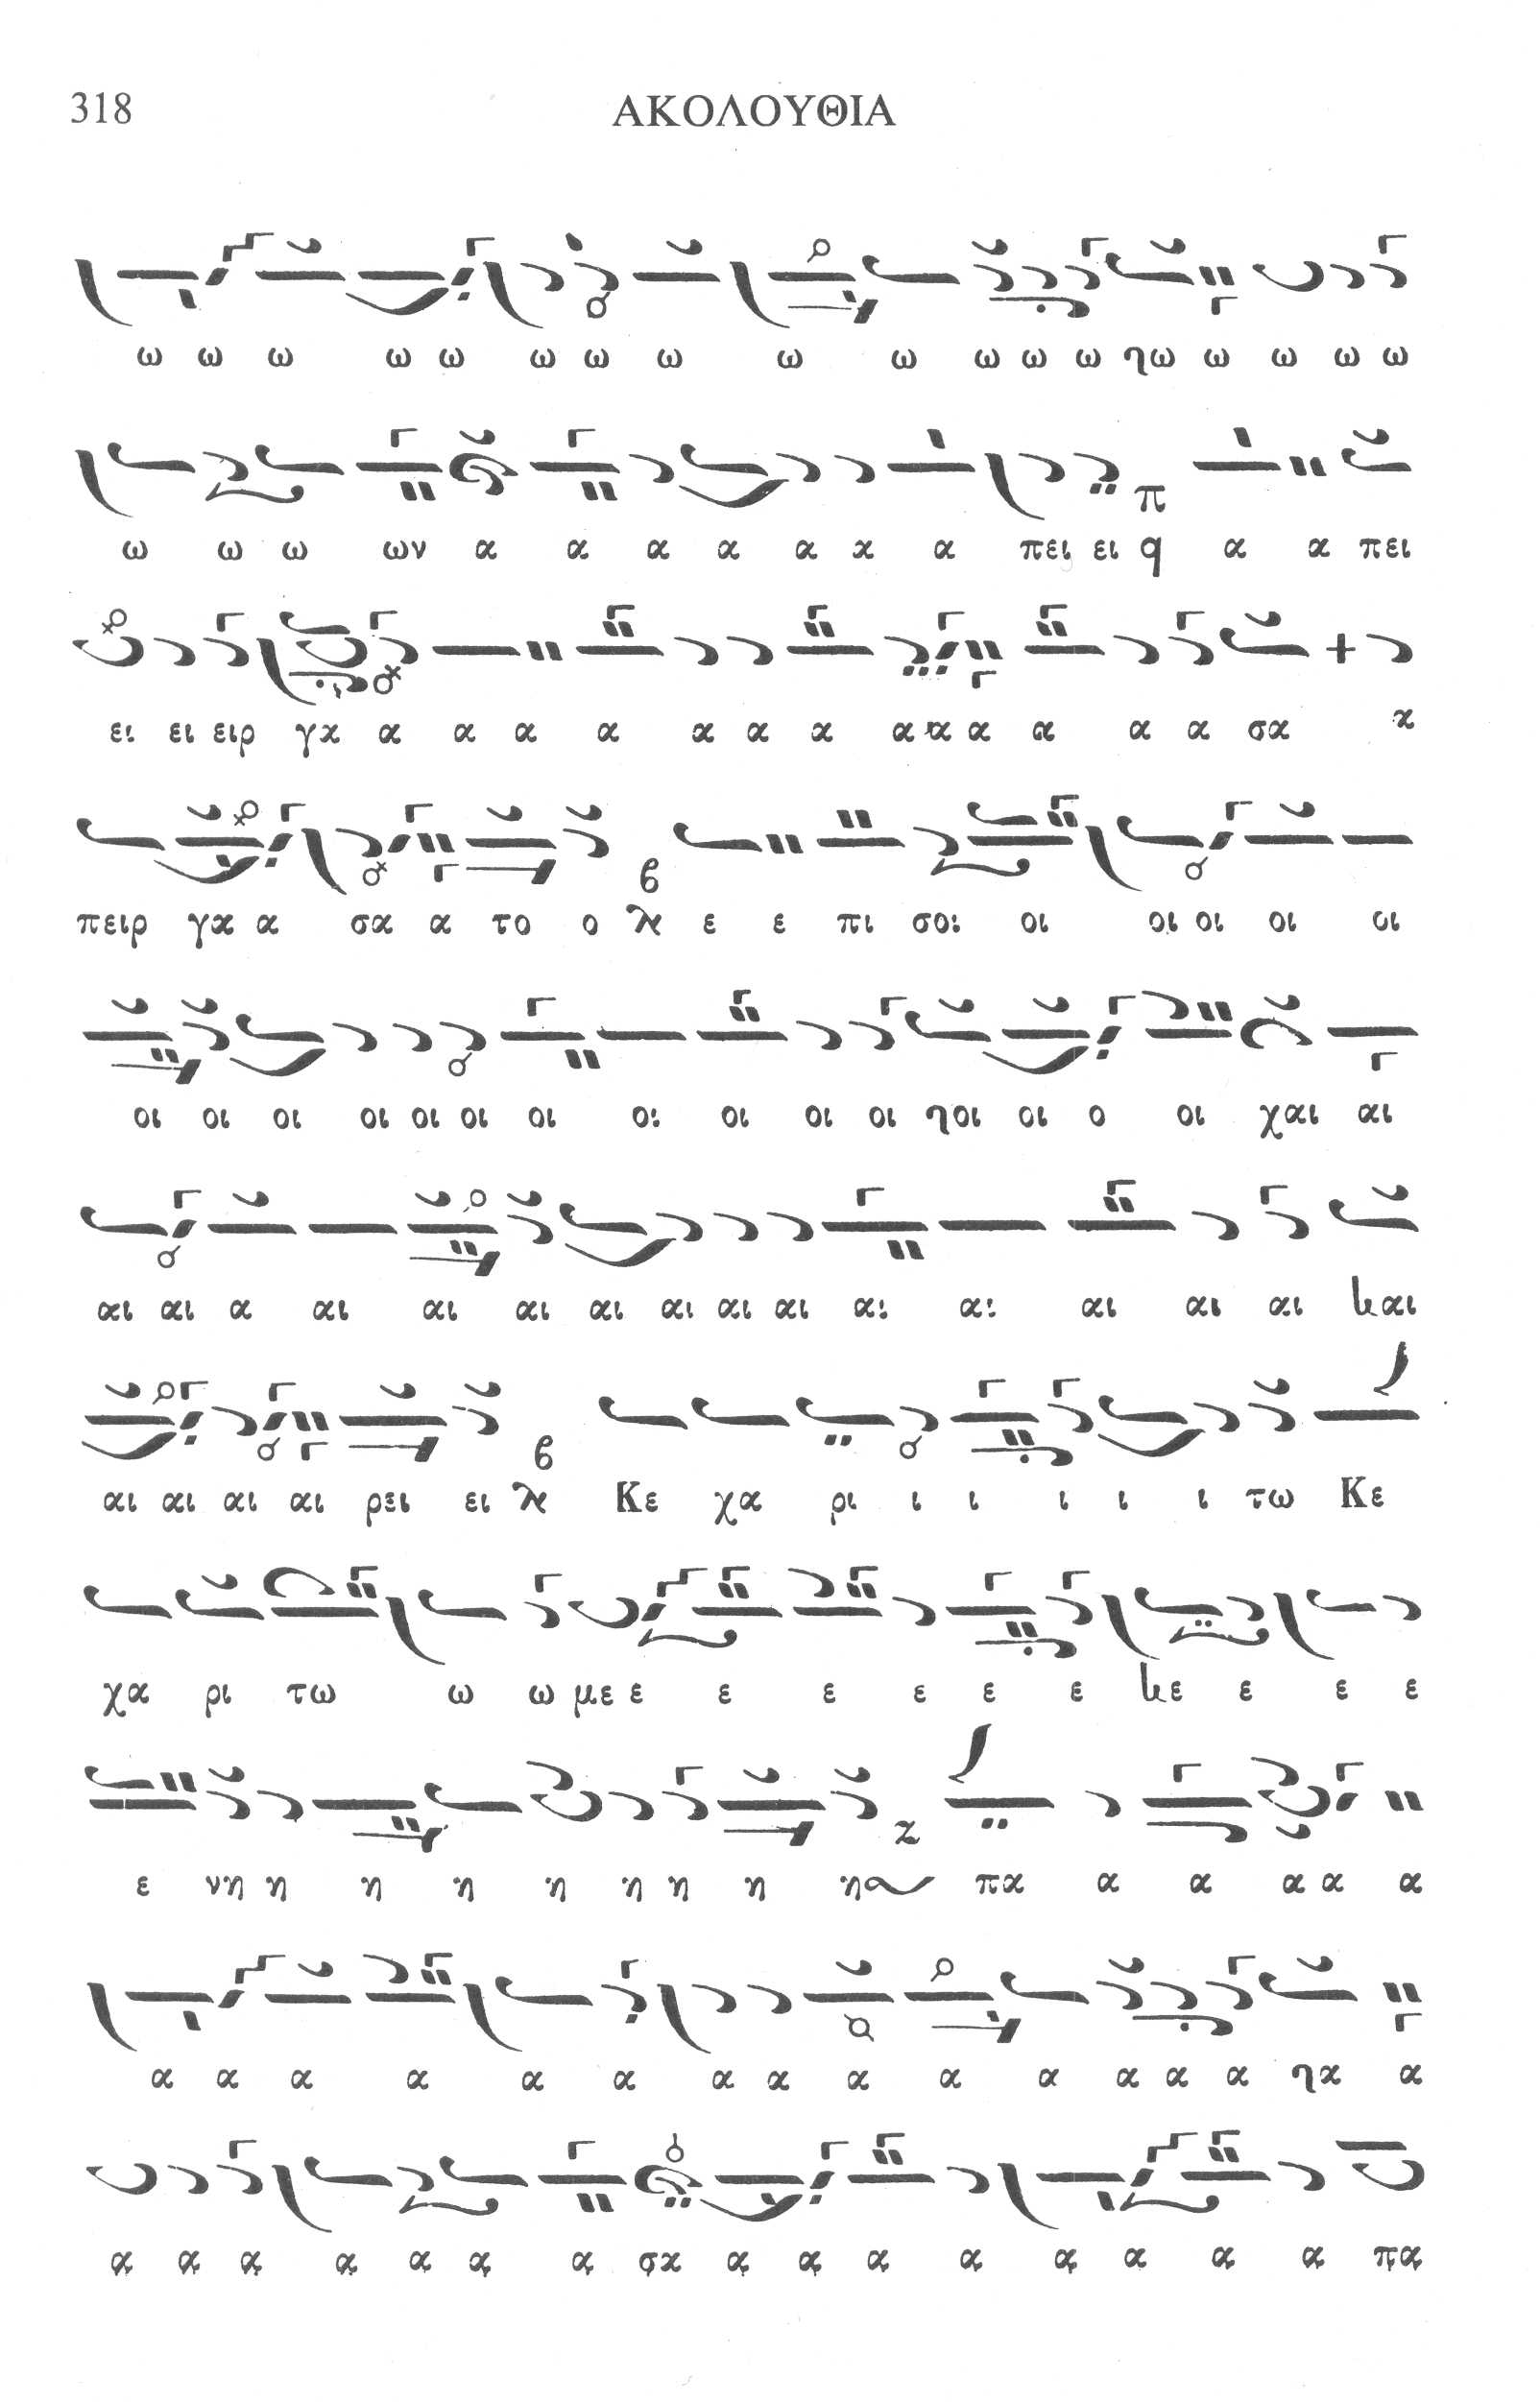 318 ΑΚΟΛΟΥΘΙΑ
ω ω ω ω ω ω ω ω ω ω ω ω ω ηω ω ω ω ω
ω ω ω ων α α α α α α α πει ει q α α πει
ει ει ειρ γα α α α α α α α α α α α α α σα α
πειρ γα α σα α το ο λ ε ε πι σοι οι οι οι οι οι
οι οι οι οι οι οι οι οι οι οι οι ηοι οι ο οι χαι αι
αι αι α αι αι αι αι αι αι αι αι αι αι αι αι και
αι αι αι αι ρει ει λ Κε χα ρι ι ι ι ι ι τω Κε
χα ρι τω ω ω με ε ε ε ε ε ε κε ε ε ε
ε νη η η η η η η η η πα α α α α α
α α α α α α α α α α α α α α ηα α
α α α α α α α σα α α α α α α α α πα